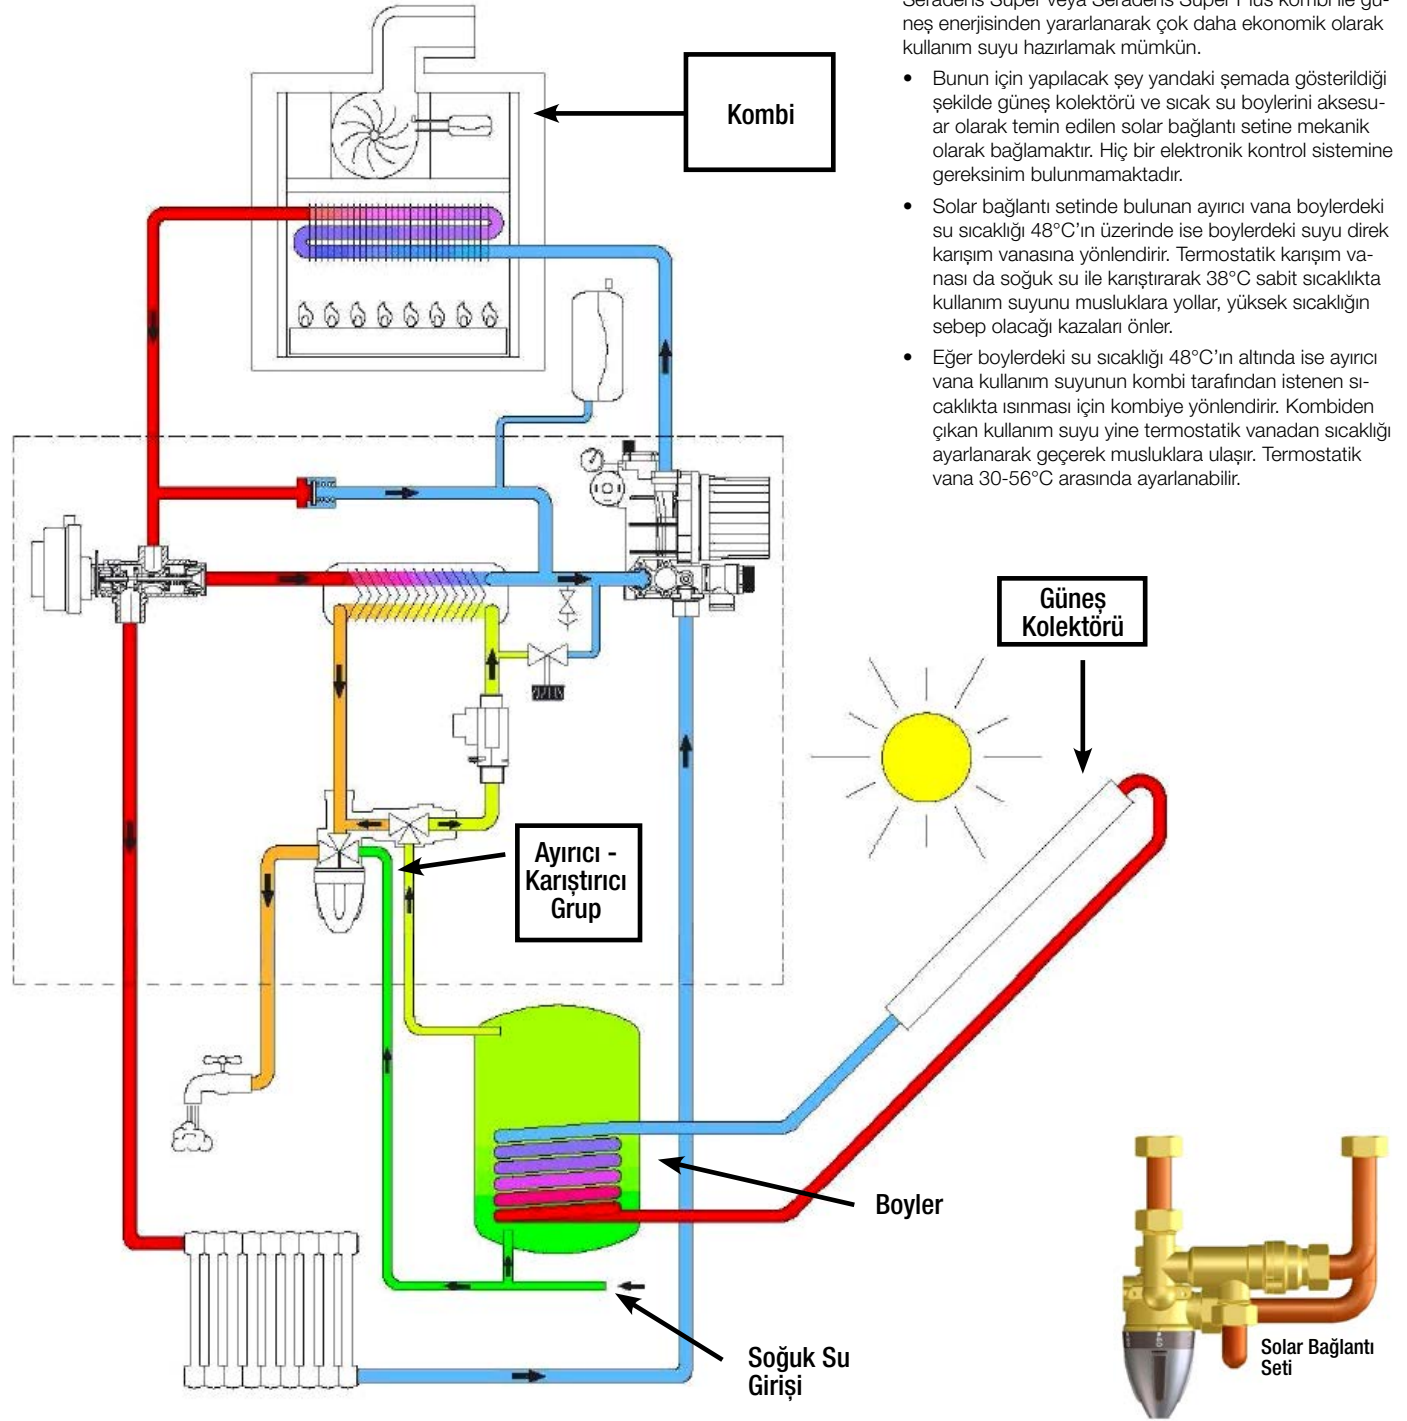 Seradens Super veya Seradens Super Plus kombi ile gü-
neş enerjisinden yararlanarak çok daha ekonomik olarak
kullanım suyu hazırlamak mümkün.
• Bunun için yapılacak şey yandaki şemada gösterildiği
şekilde güneş kolektörü ve sıcak su boylerini aksesu-
ar olarak temin edilen solar bağlantı setine mekanik
olarak bağlamaktır. Hiç bir elektronik kontrol sistemine
gereksinim bulunmamaktadır.
• Solar bağlantı setinde bulunan ayırıcı vana boylerdeki
su sıcaklığı 48°C'ın üzerinde ise boylerdeki suyu direk
karışım vanasına yönlendirir. Termostatik karışım va-
nası da soğuk su ile karıştırarak 38°C sabit sıcaklıkta
kullanım suyunu musluklara yollar, yüksek sıcaklığın
sebep olacağı kazaları önler.
• Eğer boylerdeki su sıcaklığı 48°C'ın altında ise ayırıcı
vana kullanım suyunun kombi tarafından istenen sı-
caklıkta ısınması için kombiye yönlendirir. Kombiden
çıkan kullanım suyu yine termostatik vanadan sıcaklığı
ayarlanarak geçerek musluklara ulaşır. Termostatik
vana 30-56°C arasında ayarlanabilir.
Kombi
Güneş
Kolektörü
Ayırıcı -
Karıştırıcı
Grup
Boyler
Soğuk Su
Girişi
Solar Bağlantı
Seti